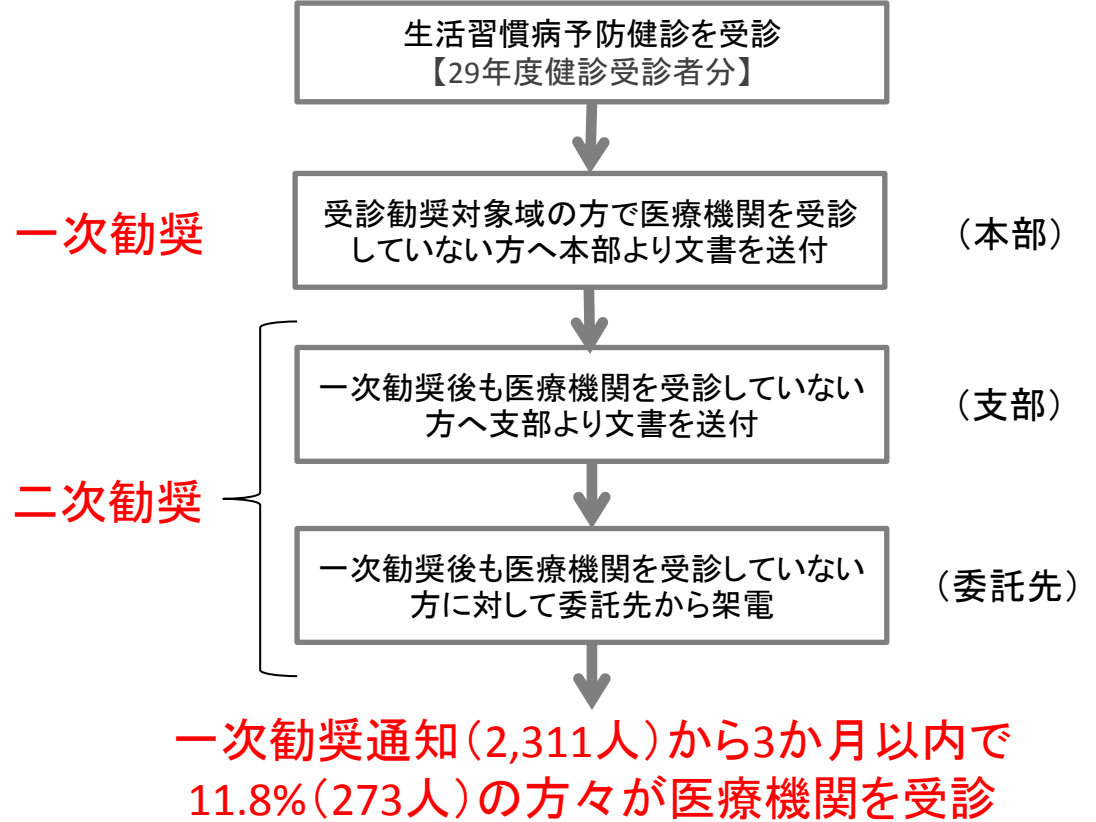 生活習慣病予防健診を受診
【29年度健診受診者分】
一次勧奨
受診勧奨対象域の方で医療機関を受診
していない方へ本部より文書を送付
（本部）
一次勧奨後も医療機関を受診していない
方へ支部より文書を送付
（支部）
二次勧奨
一次勧奨後も医療機関を受診していない
方に対して委託先から架電
（委託先）
一次勧奨通知（2,311人）から3か月以内で
11.8%（273人）の方々が医療機関を受診